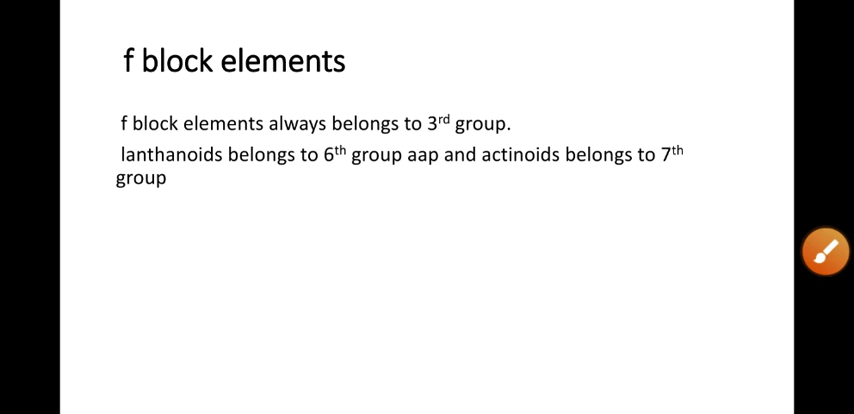 f block elements
f block elements always belongs to 3rd group.
lanthanoids belongs to 6th group aap and actinoids belongs to 7th
group